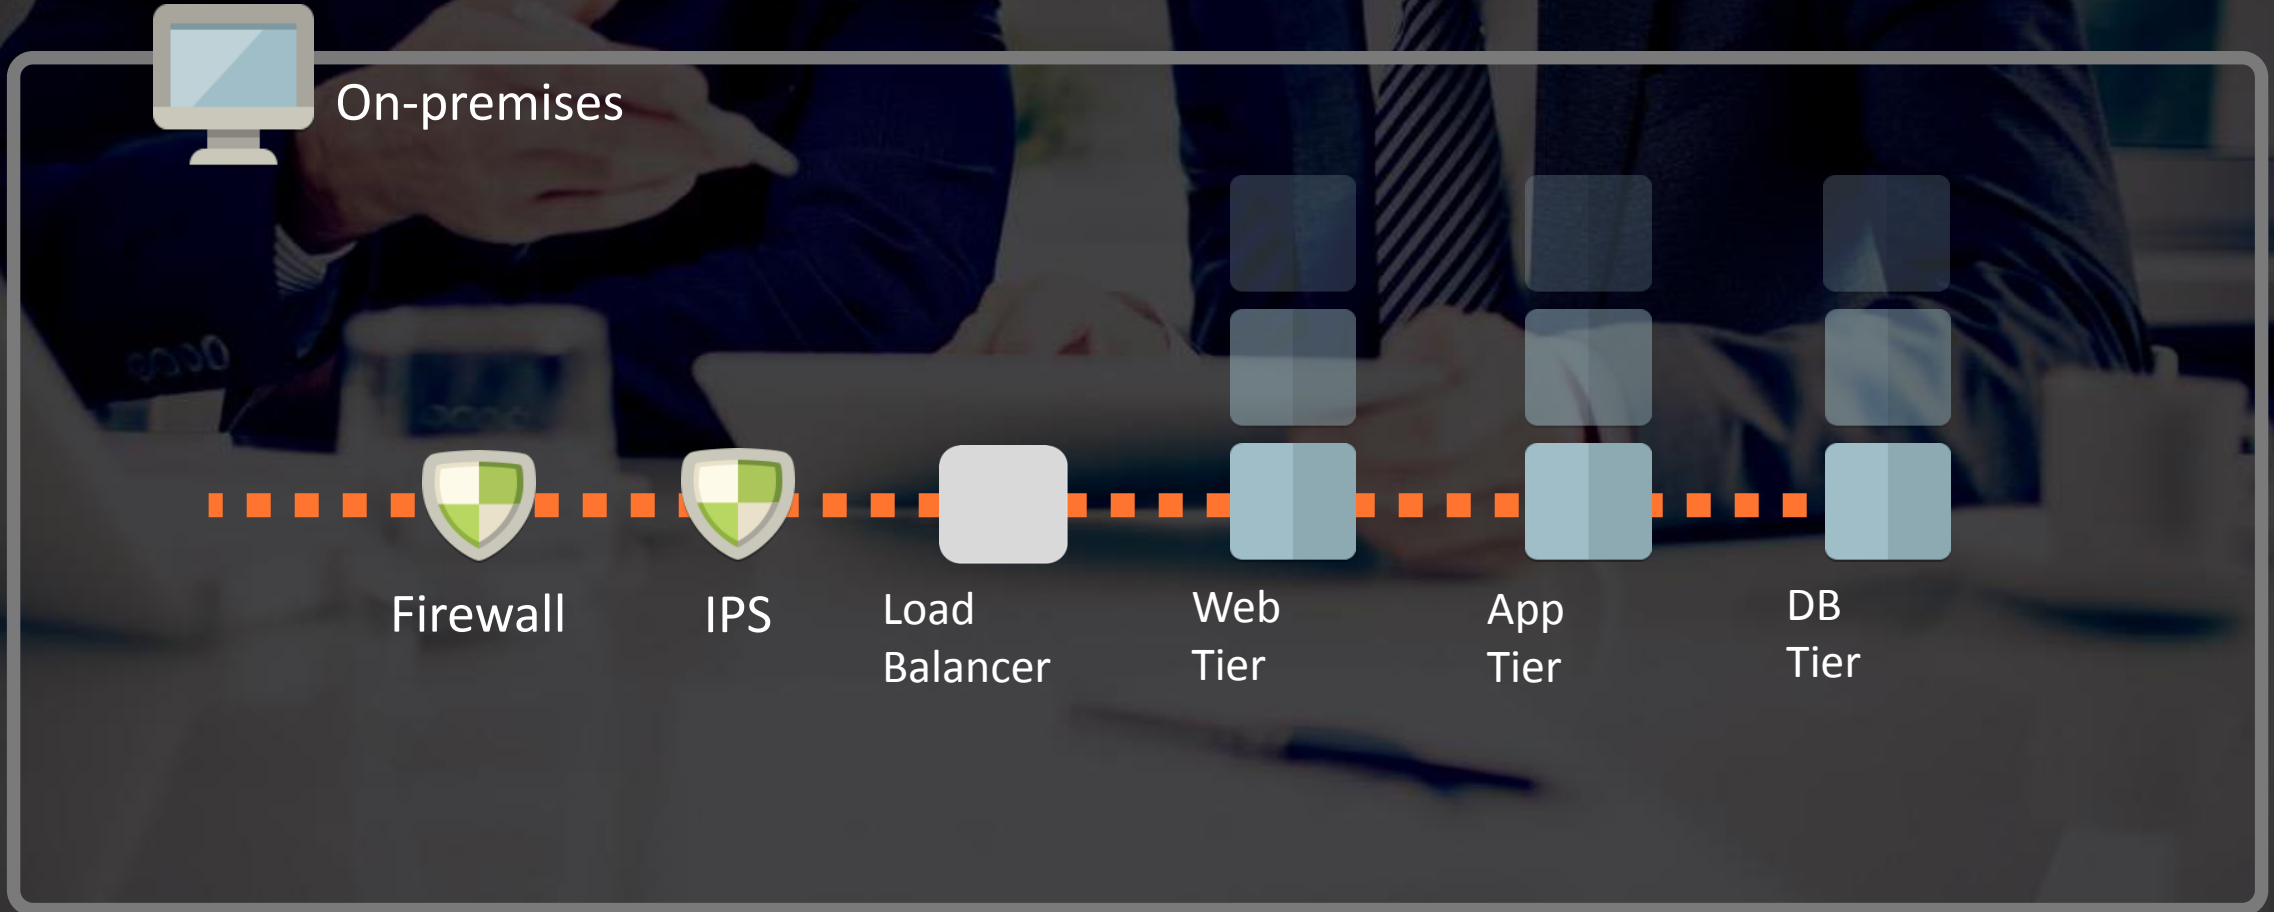 On-premises
Firewall
IPS
Load
Balancer
Web
Tier
App
Tier
DB
Tier